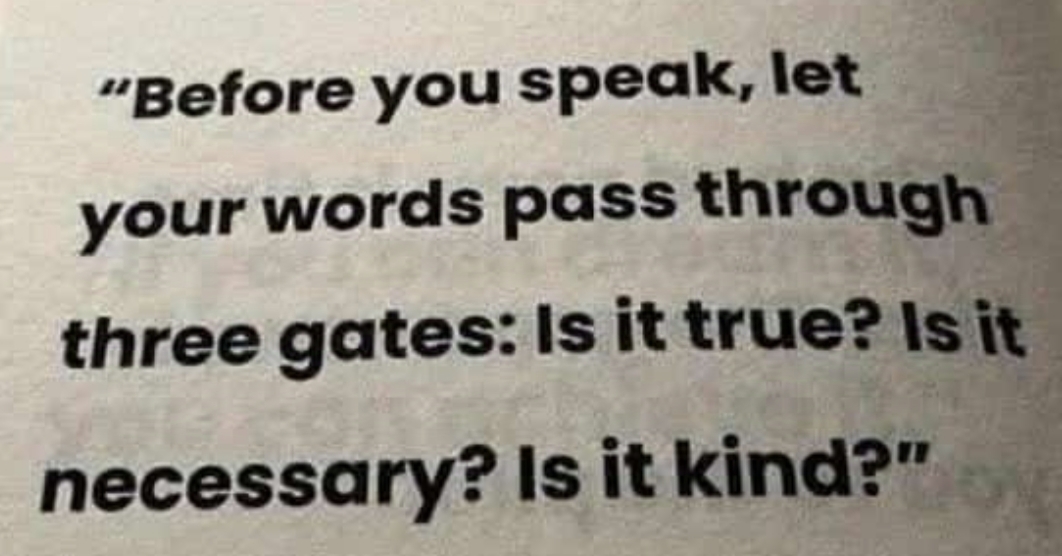 “Before you speak, let
your words pass through
three gates: Is it true? Is it
necessary? Is it kind?”